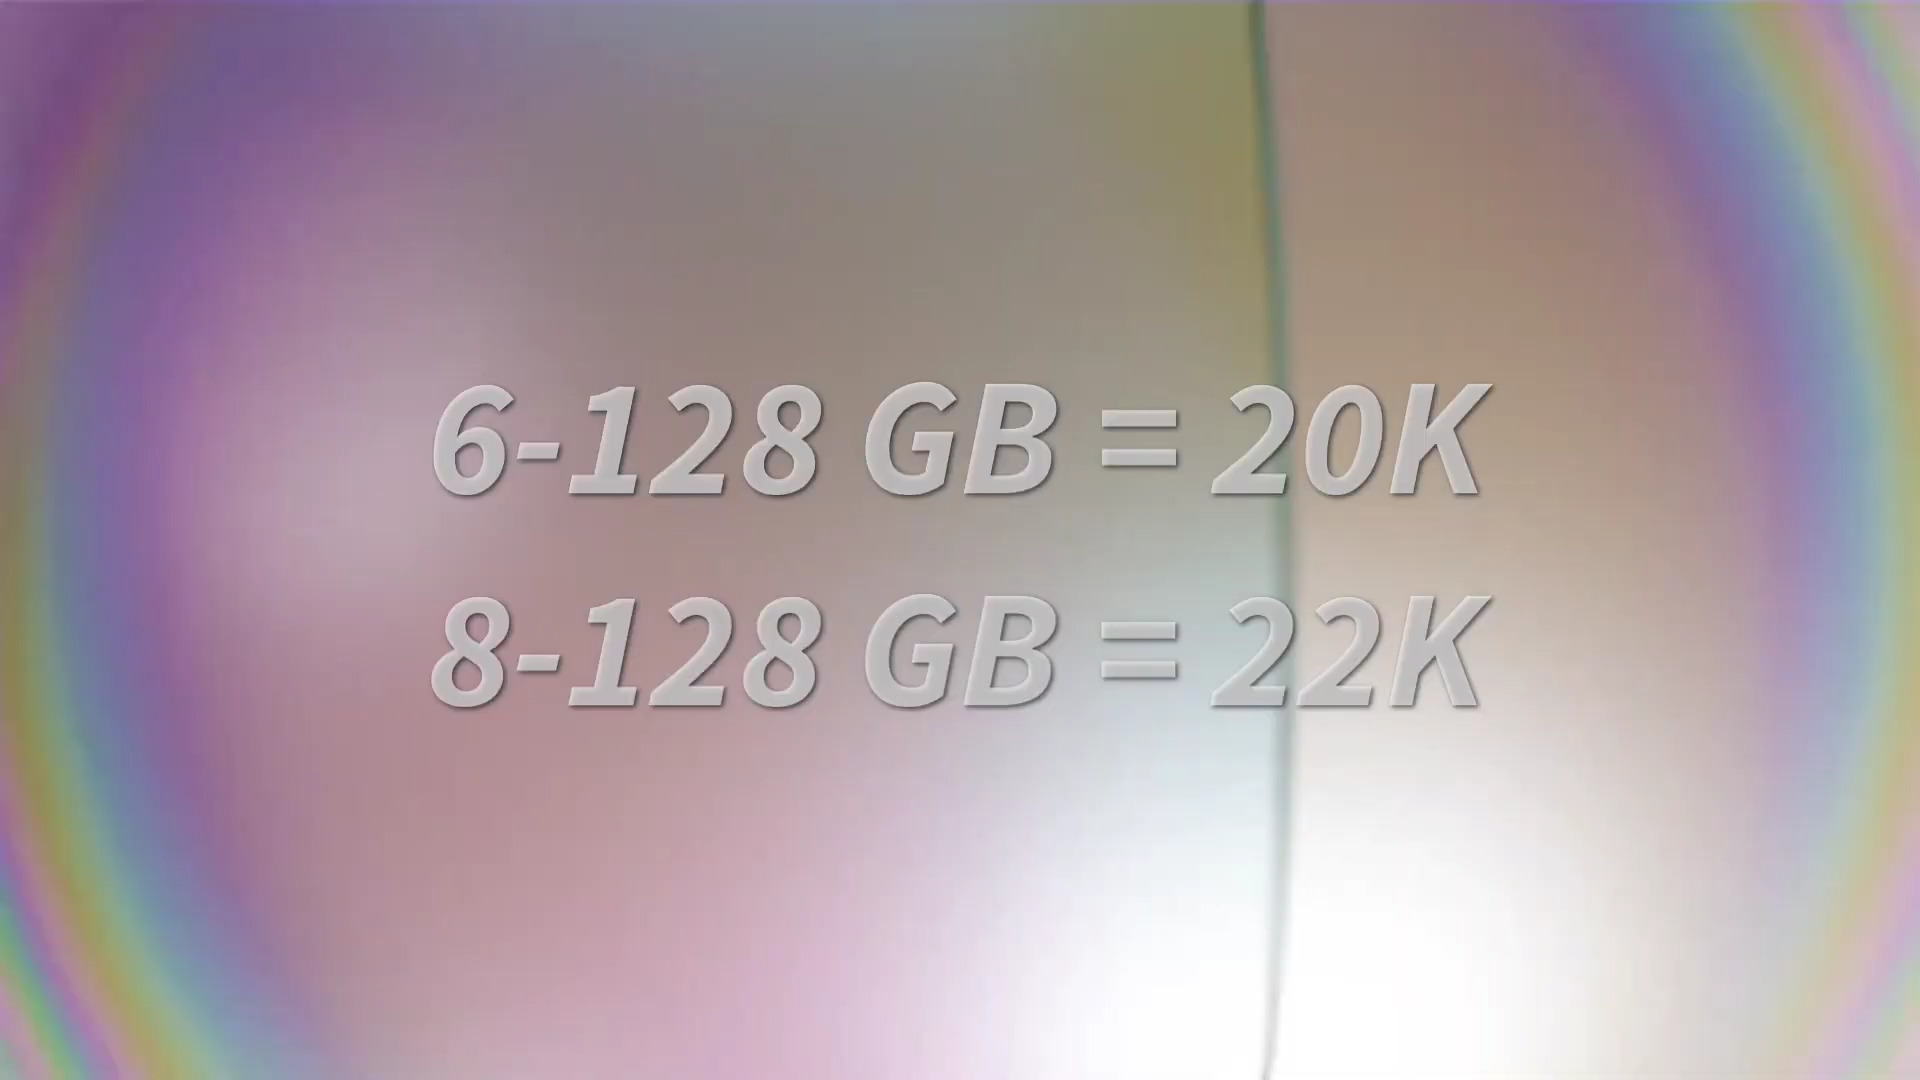 6-128 GB = 20K
8-128 GB = 22K